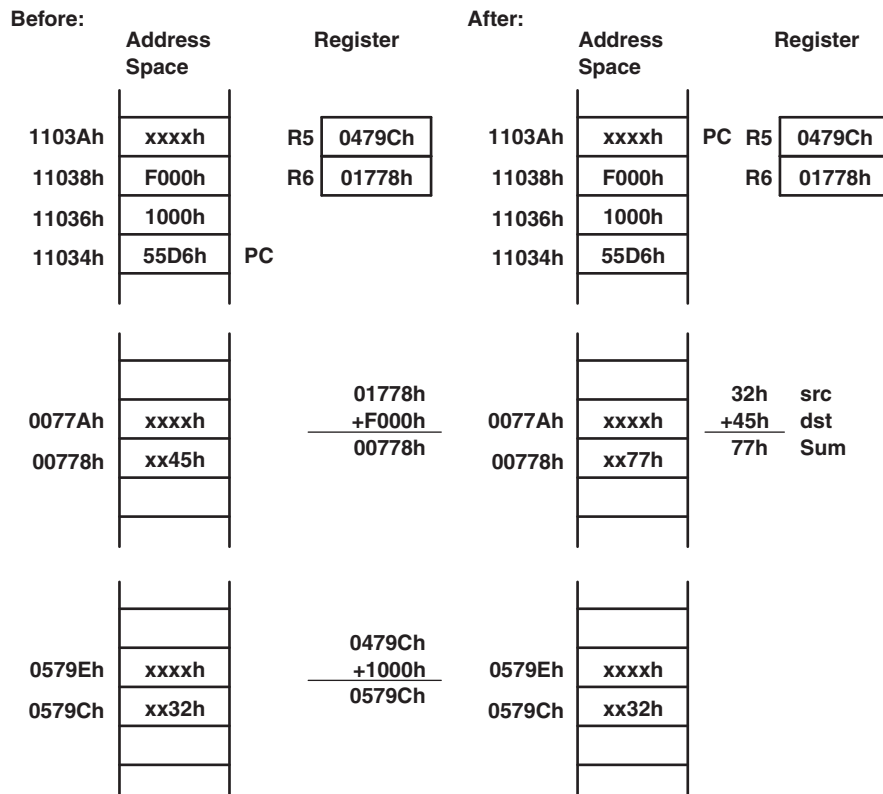 Before:
Address Space
Register
1103Ah xxxxh R5 0479Ch
11038h F000h R6 01778h
11036h 1000h
11034h 55D6h PC
01778h
0077Ah xxxxh +F000h
00778h xx45h 00778h
0479Ch
0579Eh xxxxh +1000h
0579Ch xx32h 0579Ch
After:
Address Space
Register
1103Ah xxxxh PC R5 0479Ch
11038h F000h R6 01778h
11036h 1000h
11034h 55D6h
32h src
0077Ah xxxxh +45h dst
00778h xx77h 77h Sum
0579Eh xxxxh
0579Ch xx32h